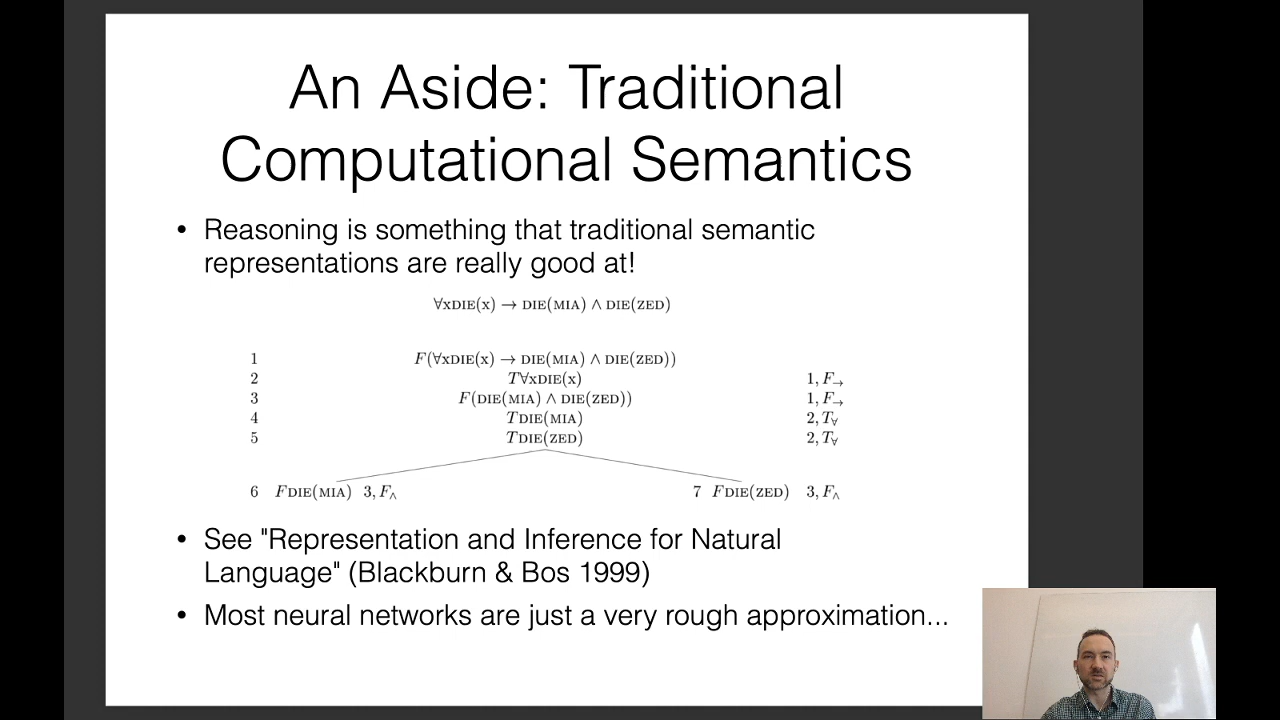 An Aside: Traditional
Computational Semantics
• Reasoning is something that traditional semantic
representations are really good at!
∀xDIE(x) → DIE(MIA) ∧ DIE(ZED)
1 F(∀xDIE(x) → DIE(MIA) ∧ DIE(ZED))
2 T∀xDIE(x) 1, F→
3 F(DIE(MIA) ∧ DIE(ZED)) 1, F→
4 TDIE(MIA) 2, T∀
5 TDIE(ZED) 2, T∀
6 FDIE(MIA) 3, F∧ 7 FDIE(ZED) 3, F∧
• See "Representation and Inference for Natural
Language" (Blackburn & Bos 1999)
• Most neural networks are just a very rough approximation...